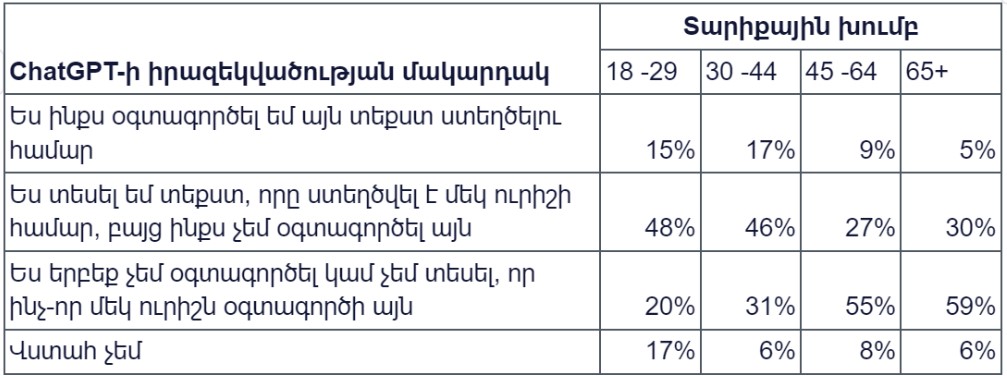 Տարիքային խումբ
ChatGPT-ի իրազեկվածության մակարդակ 18 -29 30 -44 45 -64 65+
Ես ինքս օգտագործել եմ այն տեքստ ստեղծելու
համար 15% 17% 9% 5%
Ես տեսել եմ տեքստ, որը ստեղծվել է մեկ ուրիշի
համար, բայց ինքս չեմ օգտագործել այն 48% 46% 27% 30%
Ես երբեք չեմ օգտագործել կամ չեմ տեսել, որ
ինչ-որ մեկ ուրիշն օգտագործի այն 20% 31% 55% 59%
Վստահ չեմ 17% 6% 8% 6%